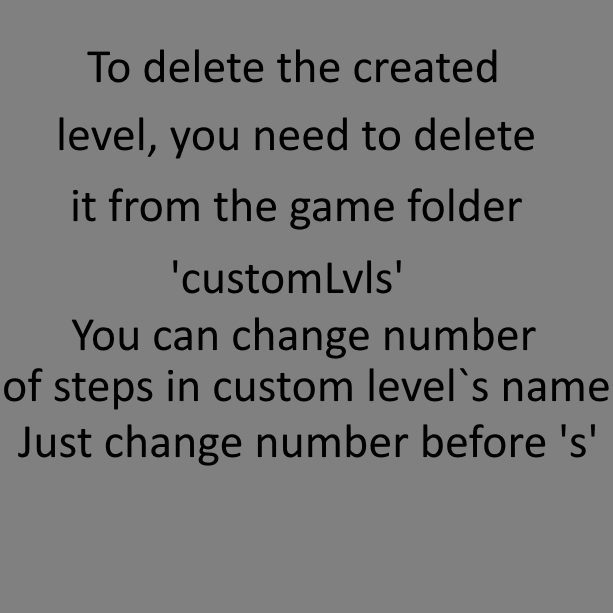 To delete the created
level, you need to delete
it from the game folder
'customLvls'
You can change number
of steps in custom level`s name
Just change number before 's'